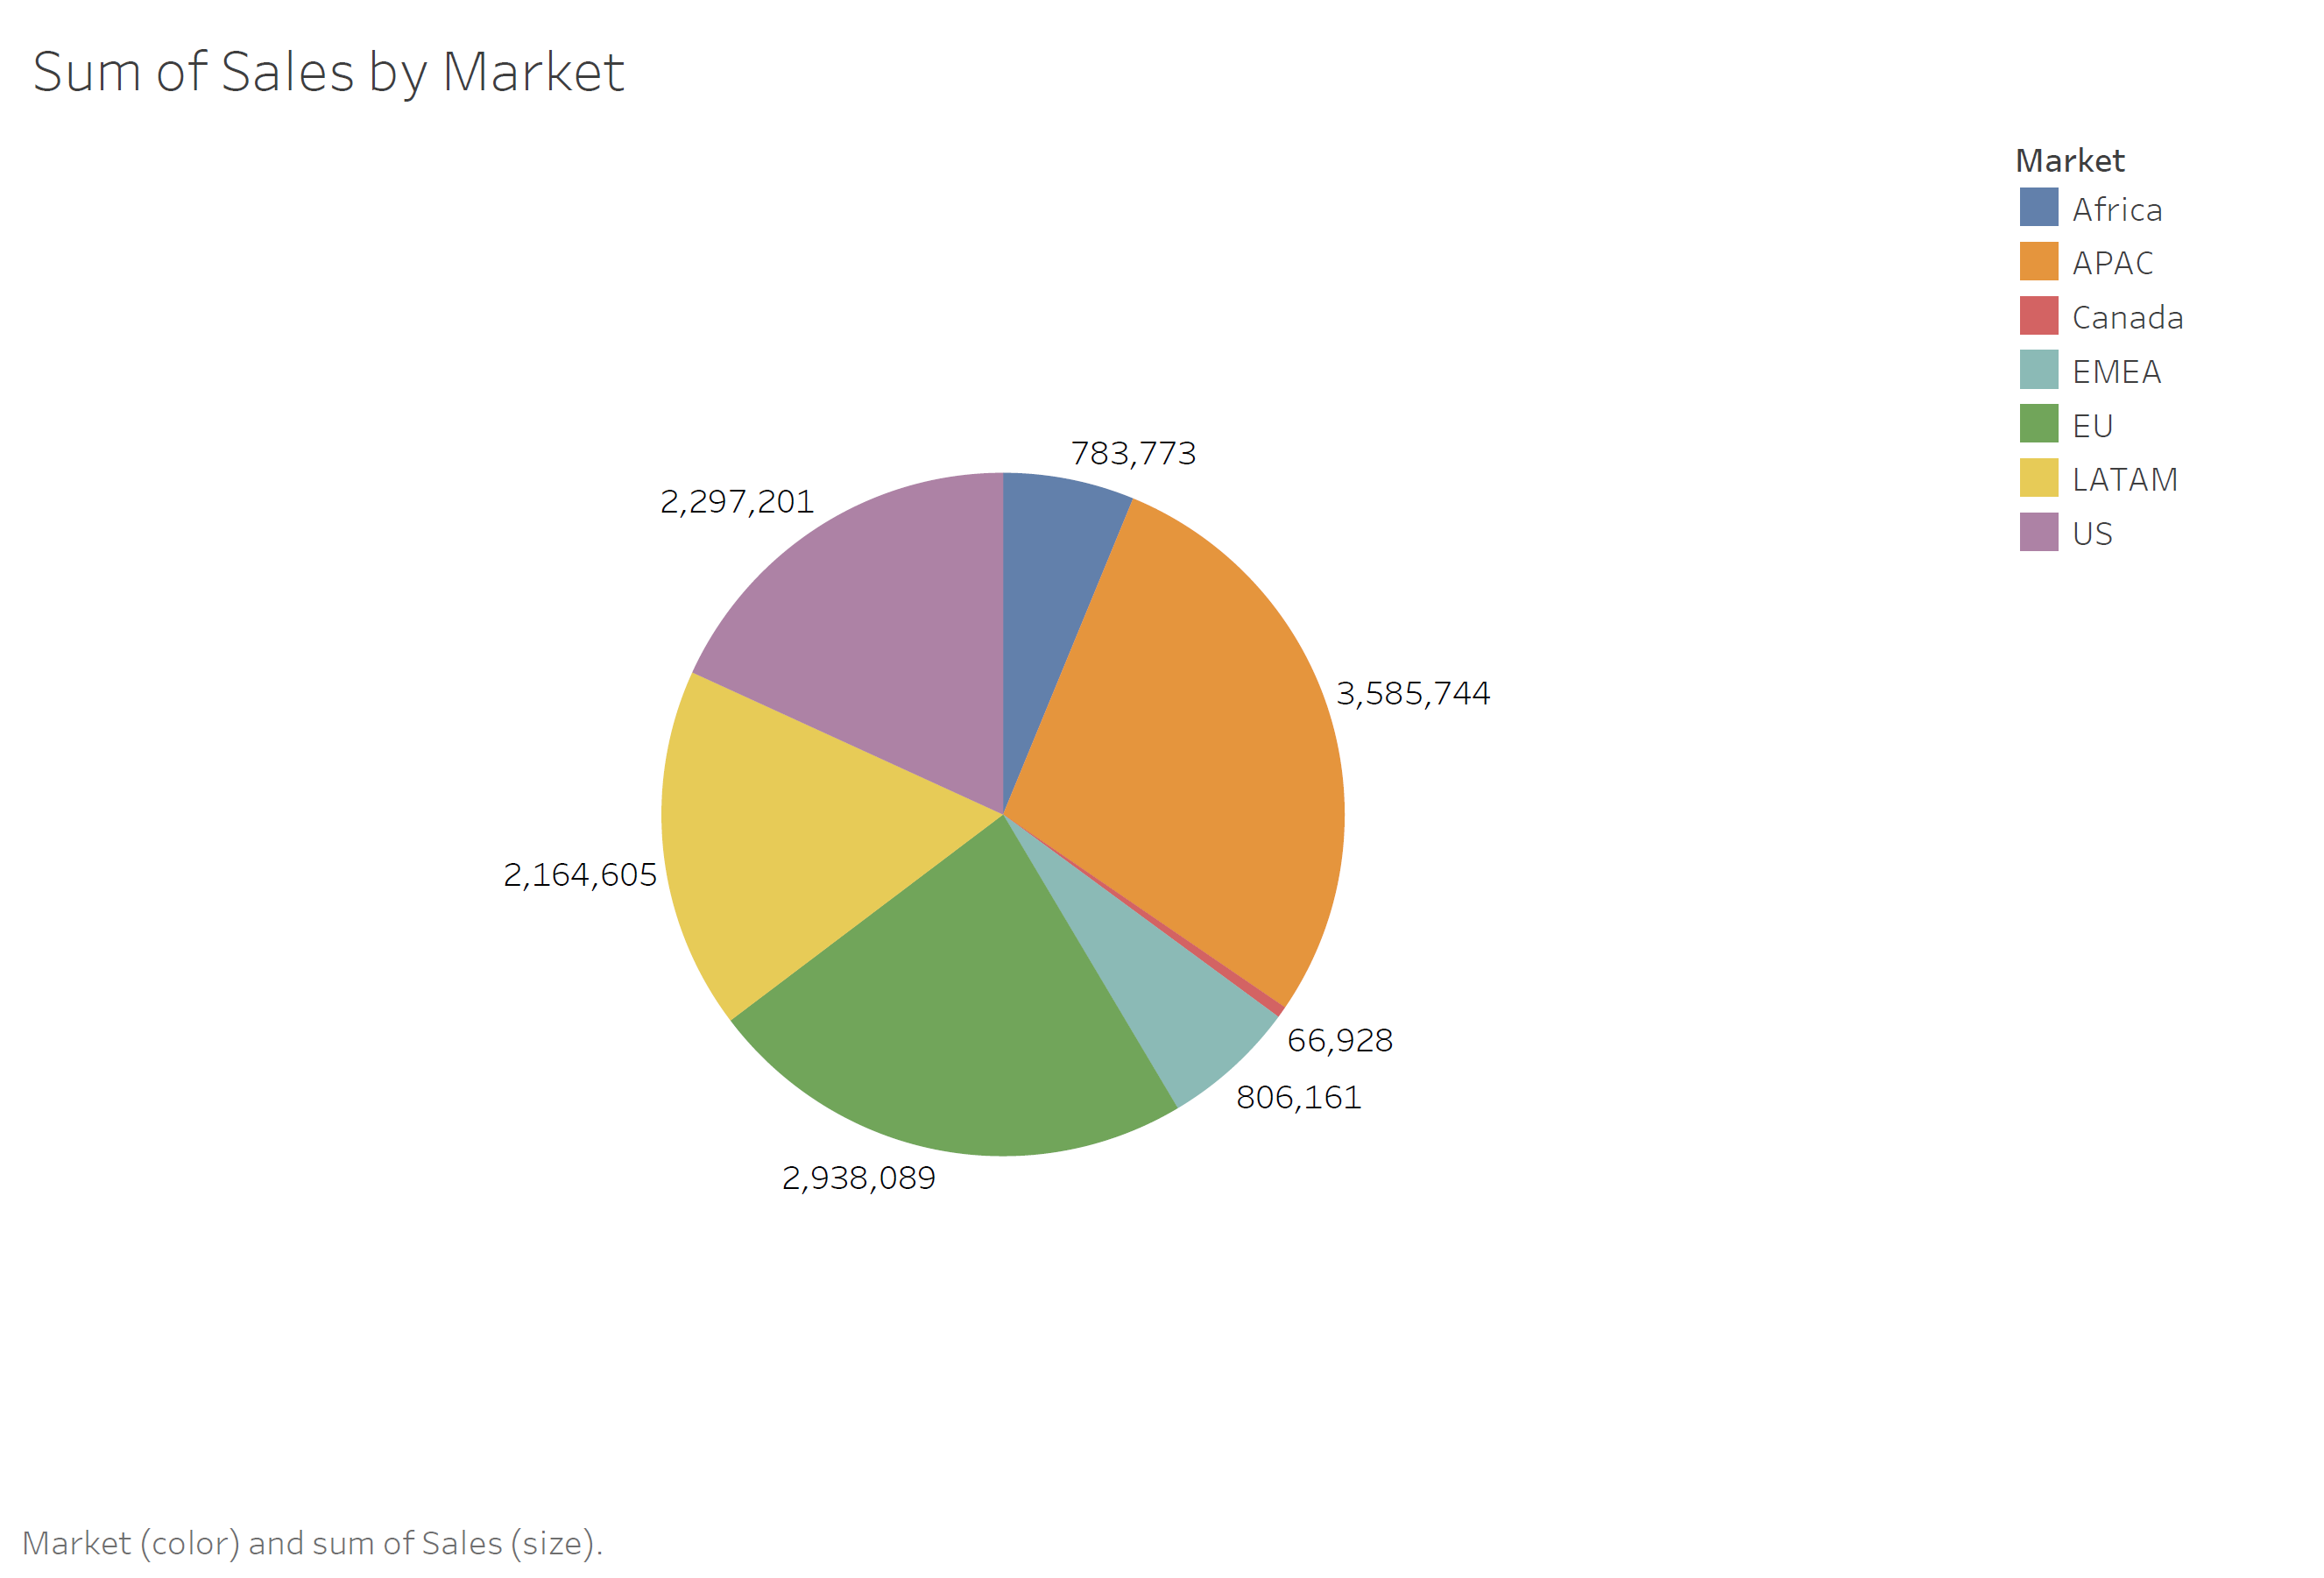 Sum of Sales by Market
Market
Africa
APAC
Canada
EMEA
EU
LATAM
US
783,773
2,297,201
3,585,744
2,164,605
66,928
806,161
2,938,089
Market (color) and sum of Sales (size).